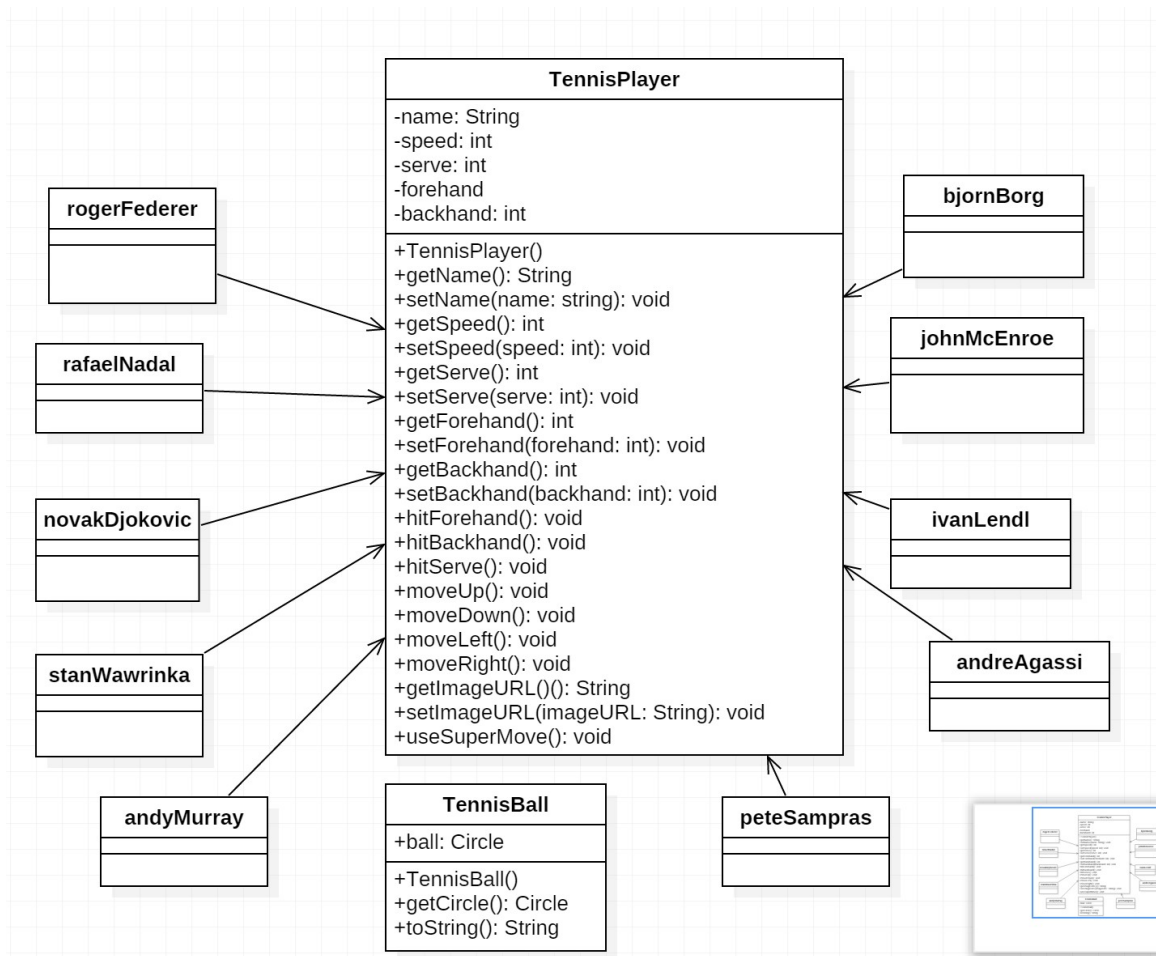 TennisPlayer
-name: String
-speed: int
-serve: int
-forehand
-backhand: int
+TennisPlayer()
+getName(): String
+setName(name: string): void
+getSpeed(): int
+setSpeed(speed: int): void
+getServe(): int
+setServe(serve: int): void
+getForehand(): int
+setForehand(forehand: int): void
+getBackhand(): int
+setBackhand(backhand: int): void
+hitForehand(): void
+hitBackhand(): void
+hitServe(): void
+moveUp(): void
+moveDown(): void
+moveLeft(): void
+moveRight(): void
+getImageURL()(): String
+setImageURL(imageURL: String): void
+useSuperMove(): void
rogerFederer
rafaelNadal
novakDjokovic
stanWawrinka
andyMurray
bjornBorg
johnMcEnroe
ivanLendl
andreAgassi
peteSampras
TennisBall
+ball: Circle
+TennisBall()
+getCircle(): Circle
+toString(): String